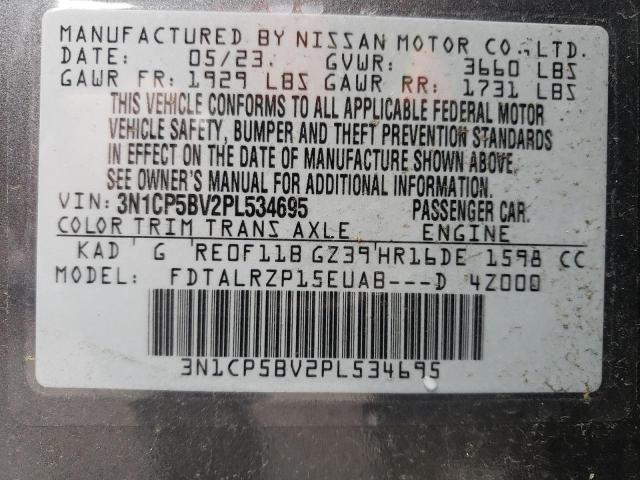 MANUFACTURED BY NISSAN MOTOR CO., LTD.
DATE: 05/23. GVWR: 3660 LBS
GAWR FR: 1929 LBS GAWR RR: 1731 LBS
THIS VEHICLE CONFORMS TO ALL APPLICABLE FEDERAL MOTOR
VEHICLE SAFETY, BUMPER AND THEFT PREVENTION STANDARDS
IN EFFECT ON THE DATE OF MANUFACTURE SHOWN ABOVE.
SEE OWNER'S MANUAL FOR ADDITIONAL INFORMATION.
VIN: 3N1CP5BV2PL534695 PASSENGER CAR.
COLOR TRIM TRANS AXLE ENGINE
KAD G RE0F11B GZ39 HR16DE 1598 CC
MODEL: FDTALRZP15EUAB---D 4Z000
3N1CP5BV2PL534695